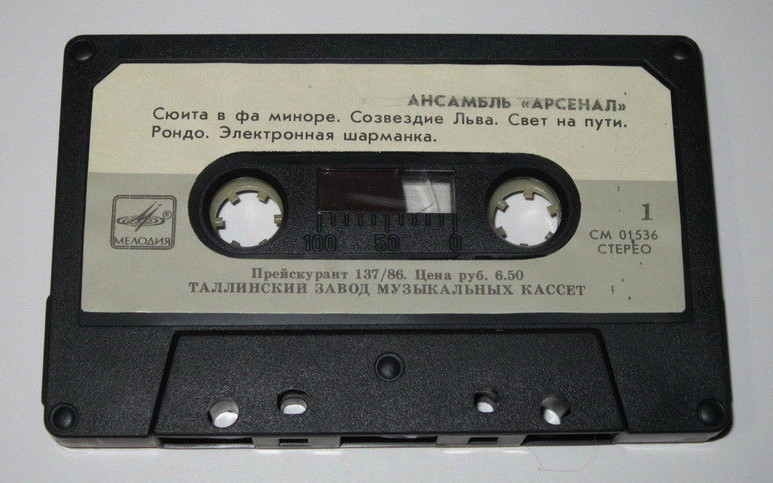 АНСАМБЛЬ «АРСЕНАЛ»
Сюита в фа миноре. Созвездие Льва. Свет на пути.
Рондо. Электронная шарманка.
МЕЛОДИЯ ®
100 50 0
1
СМ 01536
СТЕРЕО
Прейскурант 137/86. Цена руб. 6.50
ТАЛЛИНСКИЙ ЗАВОД МУЗЫКАЛЬНЫХ КАССЕТ